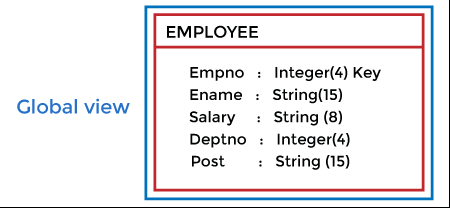 EMPLOYEE
Empno : Integer(4) Key
Ename : String(15)
Global view
Salary : String (8)
Deptno : Integer(4)
Post : String (15)